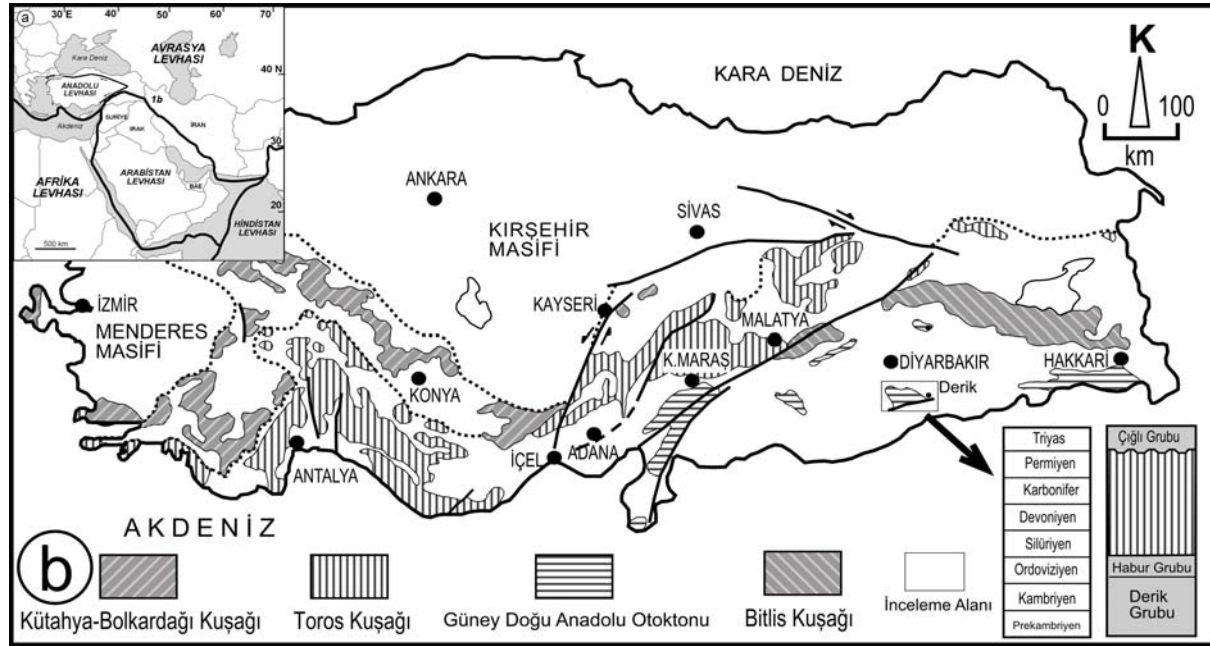 a
30°E
40
50
60
70
AVRASYA
LEVHASI
Kara Deniz
40 N
ANADOLU
LEVHASI
1b
Akdeniz
SURİYE
IRAK
İRAN
30
AFRİKA
LEVHASI
ARABİSTAN
LEVHASI
BAE
20
HİNDİSTAN
LEVHASI
500 km
KARA DENİZ
K
0 100
km
ANKARA
SİVAS
KIRŞEHİR
MASİFİ
İZMİR
KAYSERİ
MENDERES
MASİFİ
MALATYA
K.MARAŞ
DİYARBAKIR
HAKKARİ
KONYA
Derik
ANTALYA
İÇEL
ADANA
AKDENİZ
Triyas
Permiyen
Karbonifer
Devoniyen
Silüriyen
Ordoviziyen
Kambriyen
Prekambriyen
Çığlı Grubu
Habur Grubu
Derik
Grubu
b
Kütahya-Bolkardağı Kuşağı
Toros Kuşağı
Güney Doğu Anadolu Otoktonu
Bitlis Kuşağı
İnceleme Alanı